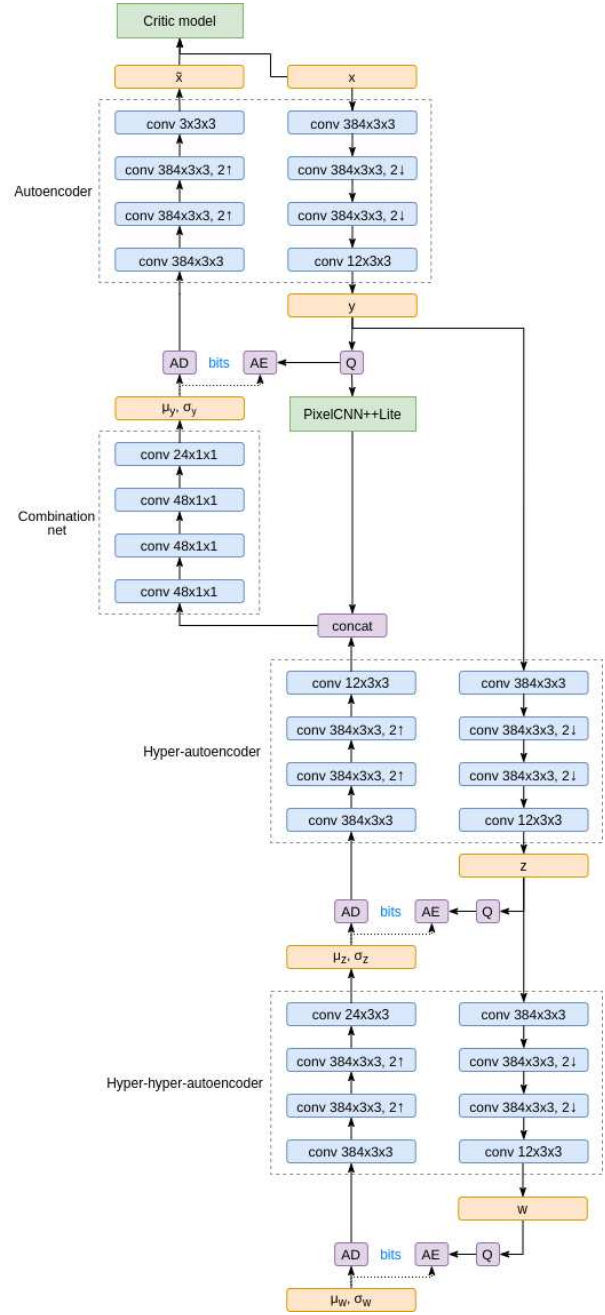 Critic model
x̃
x
Autoencoder
conv 3x3x3
conv 384x3x3
conv 384x3x3, 2↑
conv 384x3x3, 2↓
conv 384x3x3, 2↑
conv 384x3x3, 2↓
conv 384x3x3
conv 12x3x3
y
AD
bits
AE
Q
μy, σy
PixelCNN++Lite
Combination
net
conv 24x1x1
conv 48x1x1
conv 48x1x1
conv 48x1x1
concat
Hyper-autoencoder
conv 12x3x3
conv 384x3x3
conv 384x3x3, 2↑
conv 384x3x3, 2↓
conv 384x3x3, 2↑
conv 384x3x3, 2↓
conv 384x3x3
conv 12x3x3
z
AD
bits
AE
Q
μz, σz
Hyper-hyper-autoencoder
conv 24x3x3
conv 384x3x3
conv 384x3x3, 2↑
conv 384x3x3, 2↓
conv 384x3x3, 2↑
conv 384x3x3, 2↓
conv 384x3x3
conv 12x3x3
w
AD
bits
AE
Q
μw, σw